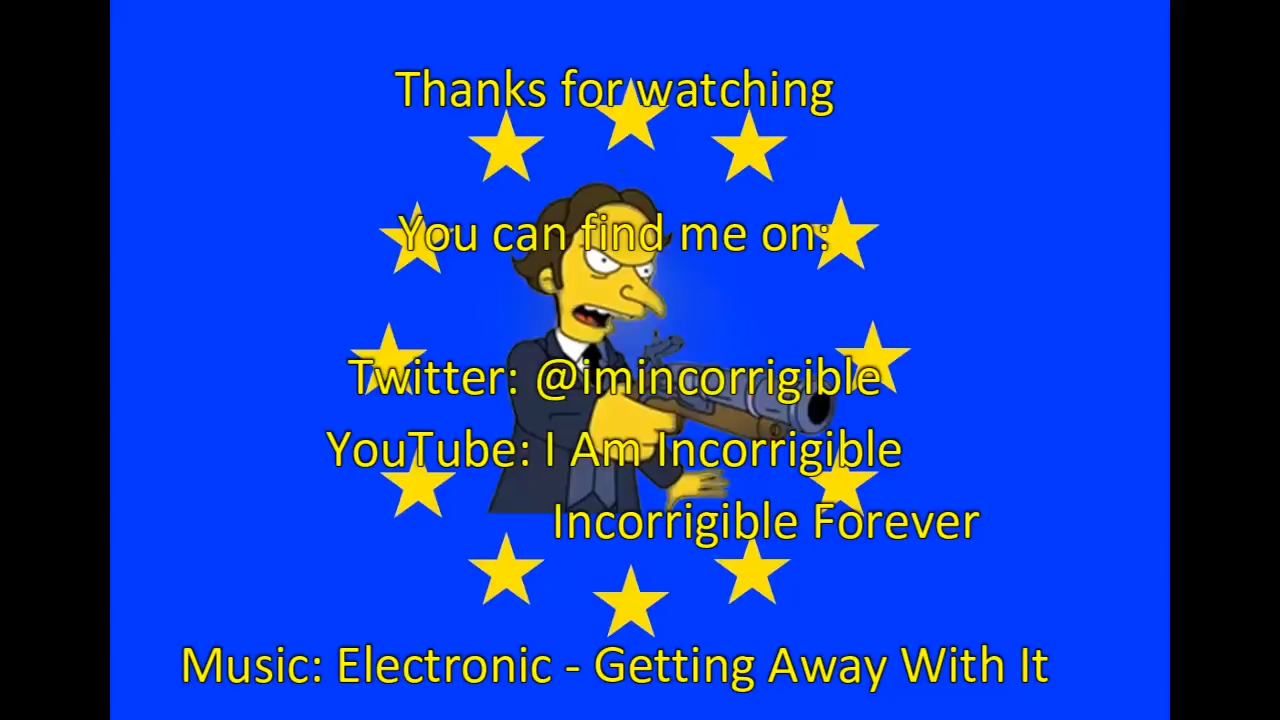 Thanks for watching
You can find me on:
Twitter: @imincorrigible
YouTube: I Am Incorrigible
Incorrigible Forever
Music: Electronic - Getting Away With It